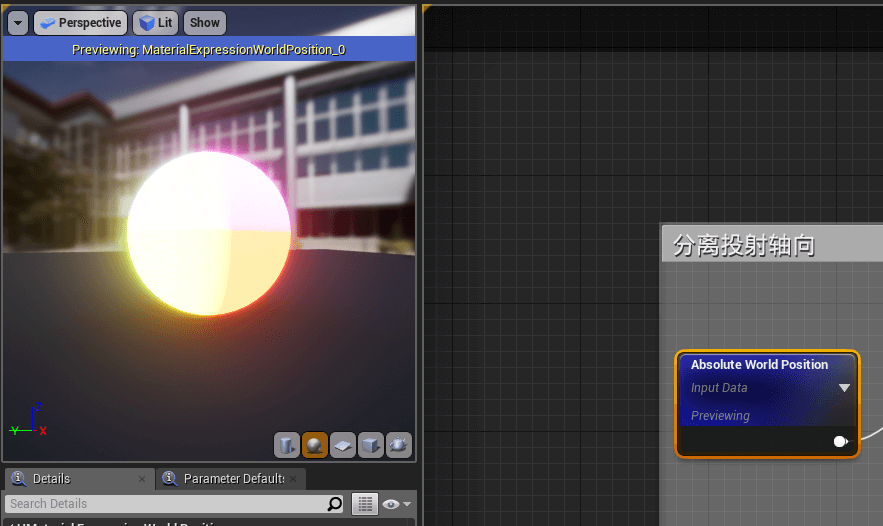 Perspective
Lit
Show
Previewing: MaterialExpressionWorldPosition_0
分离投射轴向
Absolute World Position
Input Data
Previewing
Z
Y
X
Details
Parameter Defaults
Search Details